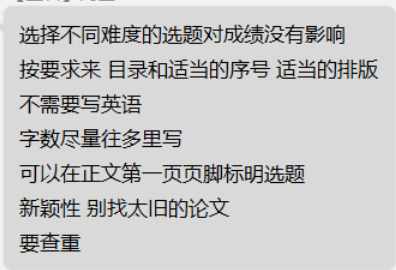 选择不同难度的选题对成绩没有影响
按要求来 目录和适当的序号 适当的排版
不需要写英语
字数尽量往多里写
可以在正文第一页页脚标明选题
新颖性 别找太旧的论文
要查重